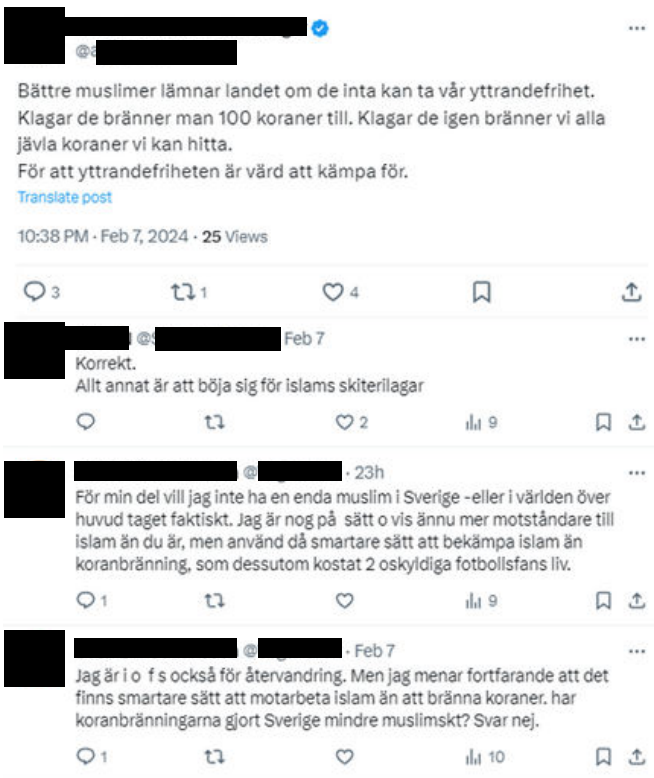 @
Bättre muslimer lämnar landet om de inta kan ta vår yttrandefrihet.
Klagar de bränner man 100 koraner till. Klagar de igen bränner vi alla
jävla koraner vi kan hitta.
För att yttrandefriheten är värd att kämpa för.
Translate post
10:38 PM · Feb 7, 2024 · 25 Views
3 1 4
@ Feb 7
Korrekt.
Allt annat är att böja sig för islams skiterilagar
2 9
@ · 23h
För min del vill jag inte ha en enda muslim i Sverige -eller i världen över
huvud taget faktiskt. Jag är nog på sätt o vis ännu mer motståndare till
islam än du är, men använd då smartare sätt att bekämpa islam än
koranbränning, som dessutom kostat 2 oskyldiga fotbollsfans liv.
1 9
@ · Feb 7
Jag är i o f s också för återvandring. Men jag menar fortfarande att det
finns smartare sätt att motarbeta islam än att bränna koraner. har
koranbränningarna gjort Sverige mindre muslimskt? Svar nej.
1 10